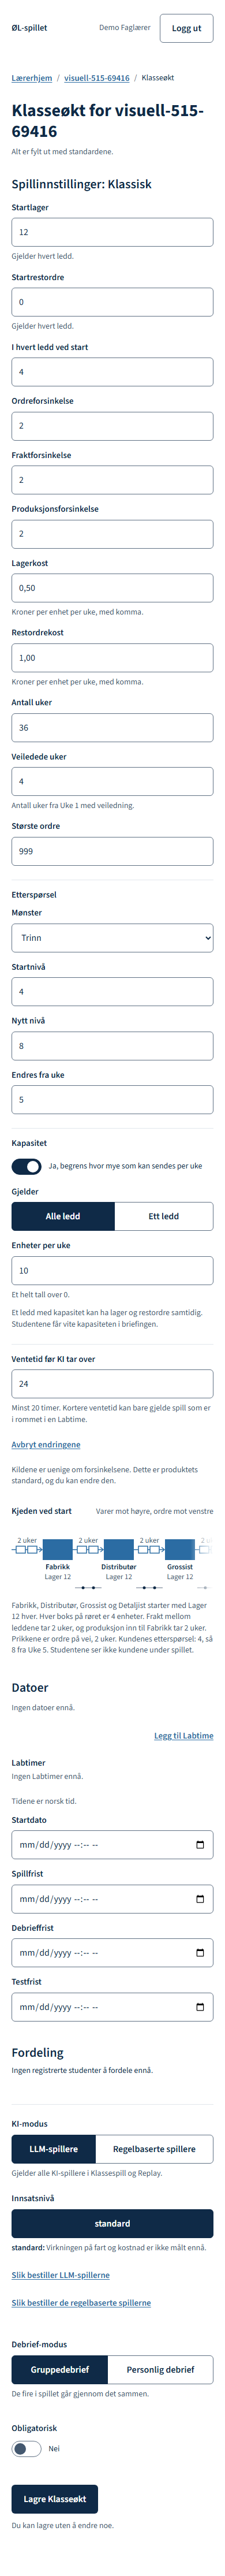 ØL-spillet
Demo Faglærer
Logg ut
Lærerhjem / visuell-515-69416 / Klasseøkt
Klasseøkt for visuell-515-
69416
Alt er fylt ut med standardene.
Spillinnstillinger: Klassisk
Startlager
12
Gjelder hvert ledd.
Startrestordre
0
Gjelder hvert ledd.
I hvert ledd ved start
4
Ordreforsinkelse
2
Fraktforsinkelse
2
Produksjonsforsinkelse
2
Lagerkost
0,50
Kroner per enhet per uke, med komma.
Restordrekost
1,00
Kroner per enhet per uke, med komma.
Antall uker
36
Veiledede uker
4
Antall uker fra Uke 1 med veiledning.
Største ordre
999
Etterspørsel
Mønster
Trinn
Startnivå
4
Nytt nivå
8
Endres fra uke
5
Kapasitet
Ja, begrens hvor mye som kan sendes per uke
Gjelder
Alle ledd
Ett ledd
Enheter per uke
10
Et helt tall over 0.
Et ledd med kapasitet kan ha lager og restordre samtidig.
Studentene får vite kapasiteten i briefingen.
Ventetid før KI tar over
24
Minst 20 timer. Kortere ventetid kan bare gjelde spill som er
i rommet i en Labtime.
Avbryt endringene
Kildene er uenige om forsinkelsene. Dette er produktets
standard, og du kan endre den.
Kjeden ved start
Varer mot høyre, ordre mot venstre
2 uker
2 uker
2 uker
Fabrikk
Distributør
Grossist
Lager 12
Lager 12
Lager 12
Fabrikk, Distributør, Grossist og Detaljist starter med Lager
12 hver. Hver boks på røret er 4 enheter. Frakt mellom
leddene tar 2 uker, og produksjon inn til Fabrikk tar 2 uker.
Prikkene er ordre på vei, 2 uker. Kundenes etterspørsel: 4, så
8 fra Uke 5. Studentene ser ikke kundene under spillet.
Datoer
Ingen datoer ennå.
Legg til Labtime
Labtimer
Ingen Labtimer ennå.
Tidene er norsk tid.
Startdato
mm/dd/yyyy --:-- --
Spillfrist
mm/dd/yyyy --:-- --
Debrieffrist
mm/dd/yyyy --:-- --
Testfrist
mm/dd/yyyy --:-- --
Fordeling
Ingen registrerte studenter å fordele ennå.
KI-modus
LLM-spillere
Regelbaserte spillere
Gjelder alle KI-spillere i Klassespill og Replay.
Innsatsnivå
standard
standard: Virkningen på fart og kostnad er ikke målt ennå.
Slik bestiller LLM-spillerne
Slik bestiller de regelbaserte spillerne
Debrief-modus
Gruppedebrief
Personlig debrief
De fire i spillet går gjennom det sammen.
Obligatorisk
Nei
Lagre Klasseøkt
Du kan lagre uten å endre noe.